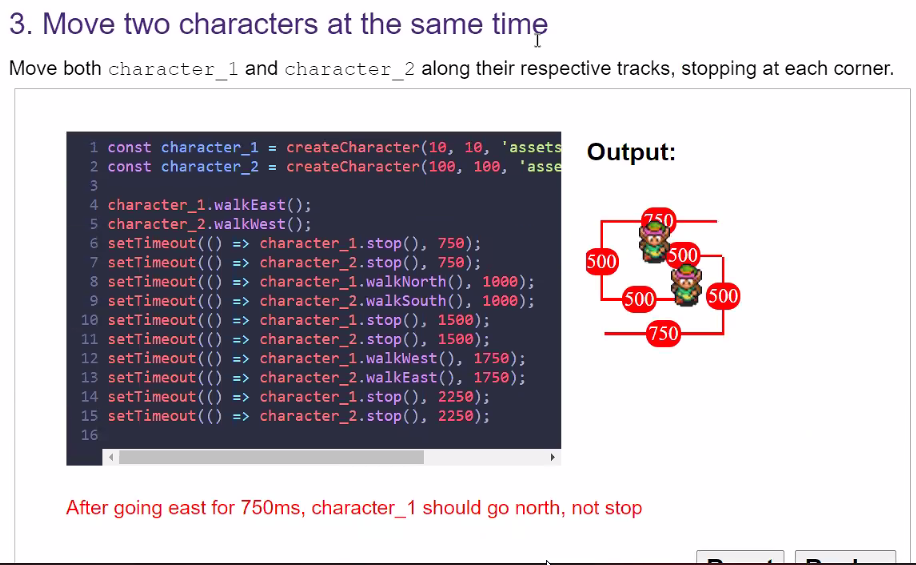 3. Move two characters at the same time
Move both character_1 and character_2 along their respective tracks, stopping at each corner.
1 const character_1 = createCharacter(10, 10, 'assets
2 const character_2 = createCharacter(100, 100, 'asse
3
4 character_1.walkEast();
5 character_2.walkWest();
6 setTimeout(() => character_1.stop(), 750);
7 setTimeout(() => character_2.stop(), 750);
8 setTimeout(() => character_1.walkNorth(), 1000);
9 setTimeout(() => character_2.walkSouth(), 1000);
10 setTimeout(() => character_1.stop(), 1500);
11 setTimeout(() => character_2.stop(), 1500);
12 setTimeout(() => character_1.walkWest(), 1750);
13 setTimeout(() => character_2.walkEast(), 1750);
14 setTimeout(() => character_1.stop(), 2250);
15 setTimeout(() => character_2.stop(), 2250);
16
Output:
750
500
500
500
500
750
After going east for 750ms, character_1 should go north, not stop